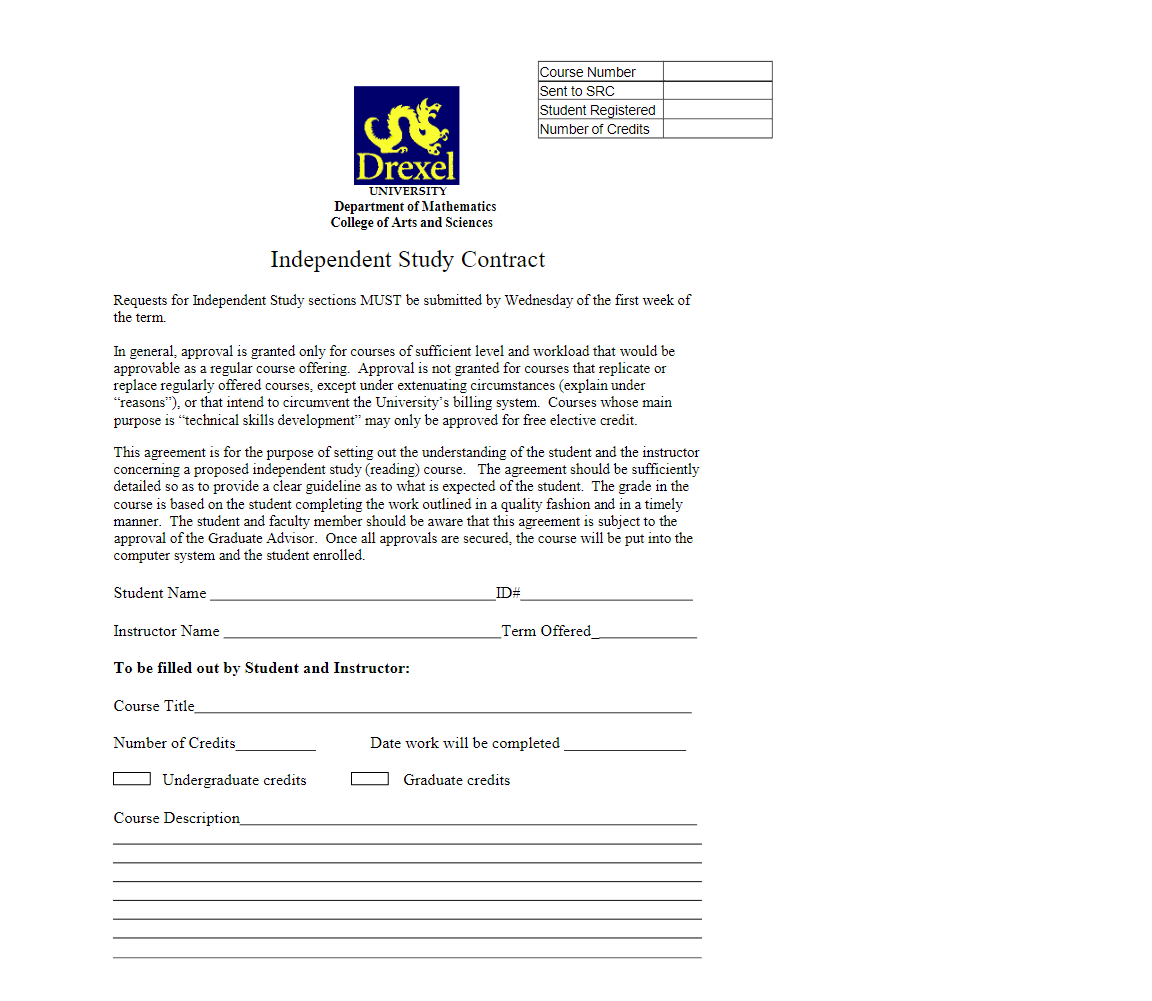 Course Number
Sent to SRC
Student Registered
Number of Credits
Drexel
UNIVERSITY
Department of Mathematics
College of Arts and Sciences
Independent Study Contract
Requests for Independent Study sections MUST be submitted by Wednesday of the first week of
the term.
In general, approval is granted only for courses of sufficient level and workload that would be
approvable as a regular course offering.  Approval is not granted for courses that replicate or
replace regularly offered courses, except under extenuating circumstances (explain under
“reasons”), or that intend to circumvent the University’s billing system.  Courses whose main
purpose is “technical skills development” may only be approved for free elective credit.
This agreement is for the purpose of setting out the understanding of the student and the instructor
concerning a proposed independent study (reading) course.   The agreement should be sufficiently
detailed so as to provide a clear guideline as to what is expected of the student.  The grade in the
course is based on the student completing the work outlined in a quality fashion and in a timely
manner.  The student and faculty member should be aware that this agreement is subject to the
approval of the Graduate Advisor.  Once all approvals are secured, the course will be put into the
computer system and the student enrolled.
Student Name ____________________________________ID#______________________
Instructor Name ___________________________________Term Offered_____________
To be filled out by Student and Instructor:
Course Title_______________________________________________________________
Number of Credits__________ Date work will be completed _______________
Undergraduate credits Graduate credits
Course Description__________________________________________________________